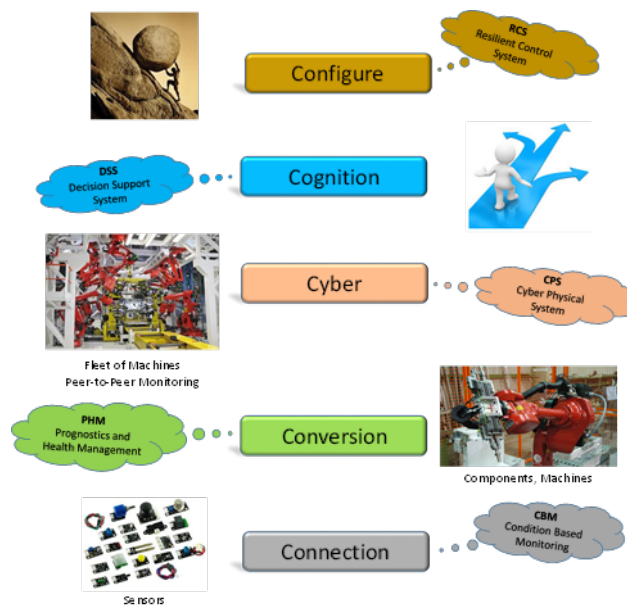 RCS
Resilient Control
System
Configure
DSS
Decision Support
System
Cognition
Cyber
CPS
Cyber Physical
System
Fleet of Machines
Peer-to-Peer Monitoring
PHM
Prognostics and
Health Management
Conversion
Components, Machines
CBM
Condition Based
Monitoring
Connection
Sensors